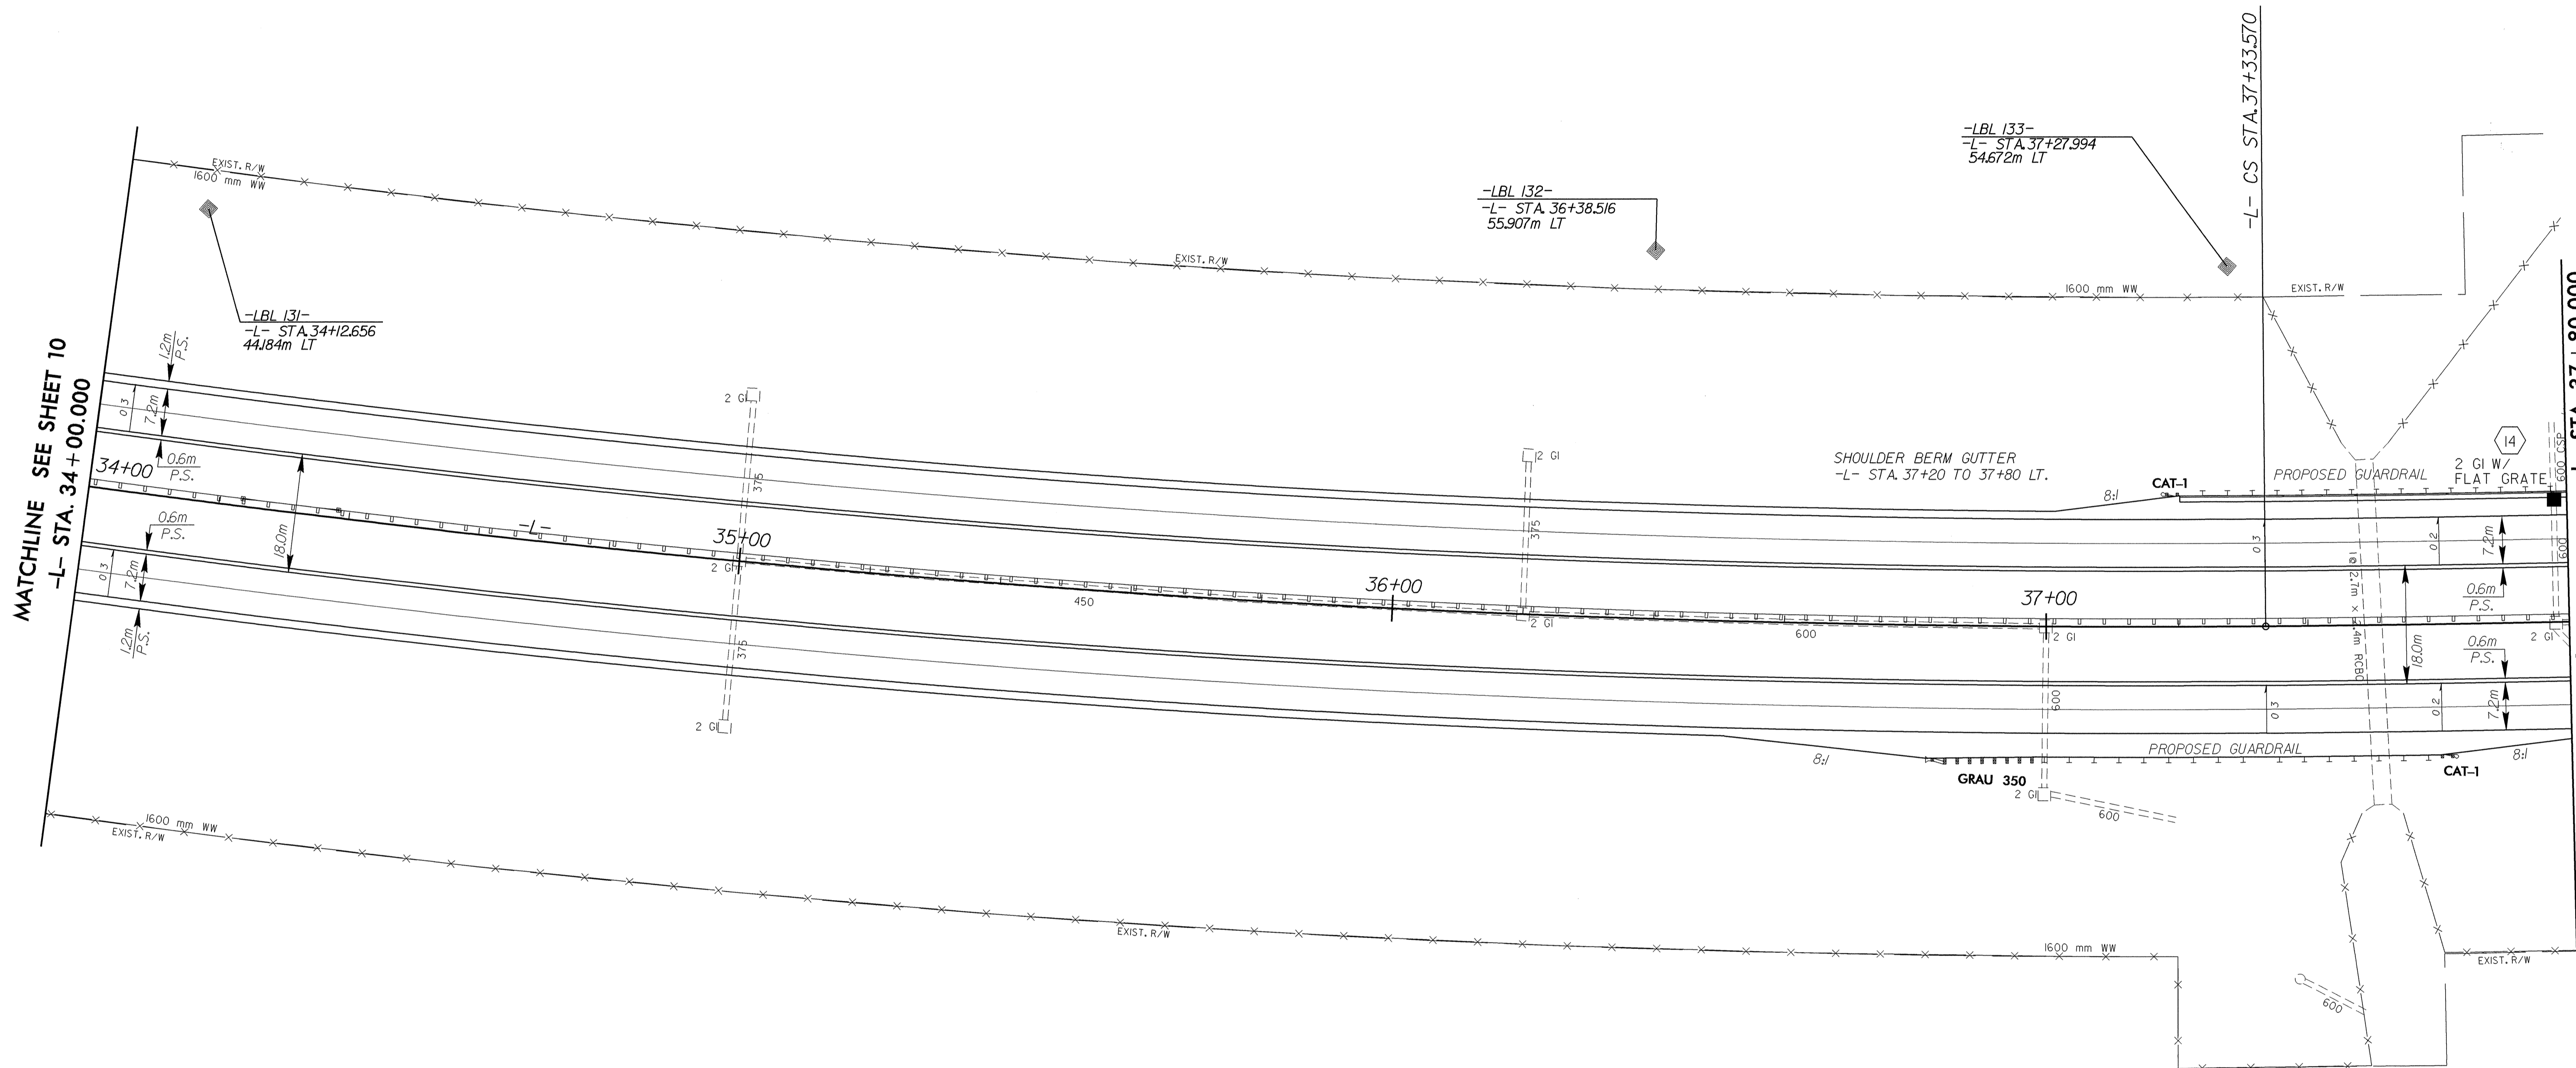 MATCHLINE SEE SHEET 10
-L- STA. 34+00.000
EXIST. R/W
1600 mm WW
-LBL 131-
-L- STA. 34+12.656
44.184m LT
1.2m
P.S.
0.3
7.2m
0.6m
P.S.
34+00
0.6m
P.S.
18.0m
0.3
7.2m
1.2m
P.S.
1600 mm WW
EXIST. R/W
-L-
2 GI
375
35+00
2 GI
375
2 GI
450
EXIST. R/W
EXIST. R/W
-LBL 132-
-L- STA. 36+38.516
55.907m LT
36+00
2 GI
375
2 GI
600
-LBL 133-
-L- STA. 37+27.994
54.672m LT
-L- CS STA. 37+33.570
1600 mm WW
EXIST. R/W
SHOULDER BERM GUTTER
-L- STA. 37+20 TO 37+80 LT.
8:1
CAT-1
PROPOSED GUARDRAIL
14
2 GI W/
FLAT GRATE
600 CSP
600
0.3
0.2
7.2m
37+00
2 GI
0.6m
P.S.
2 GI
0.6m
P.S.
18.0m
600
0.3
0.2
7.2m
8:1
GRAU 350
PROPOSED GUARDRAIL
CAT-1
8:1
2 GI
600
1600 mm WW
EXIST. R/W
600